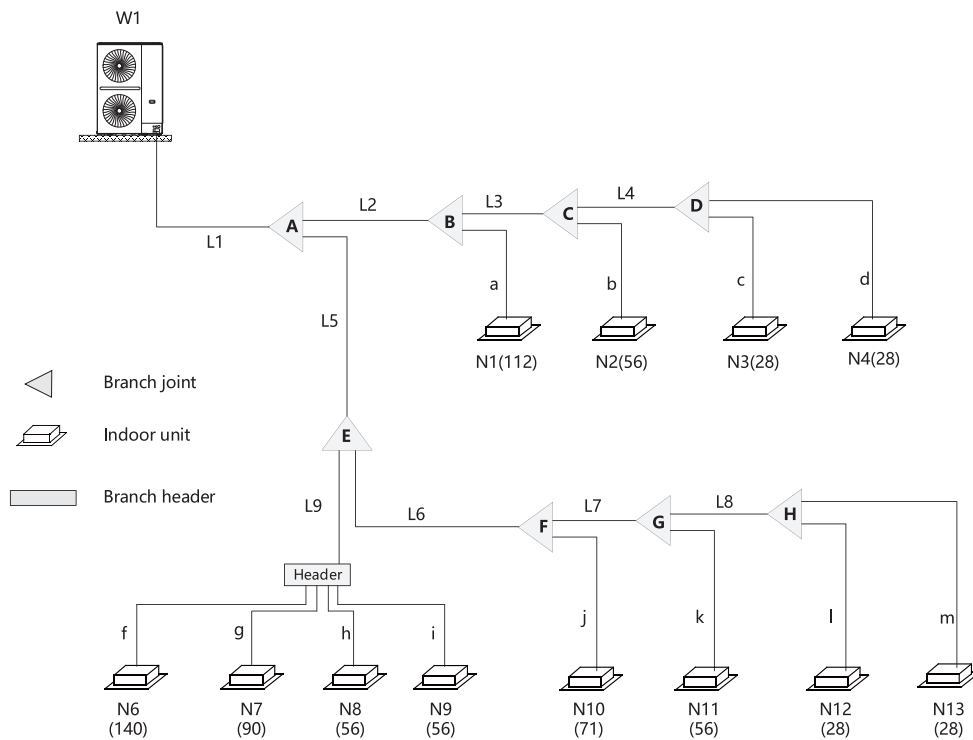 W1
L1
A
L2
B
L3
C
L4
D
a
b
c
d
N1(112)
N2(56)
N3(28)
N4(28)
L5
Branch joint
Indoor unit
Branch header
E
L9
L6
F
L7
G
L8
H
Header
f
g
h
i
j
k
l
m
N6
(140)
N7
(90)
N8
(56)
N9
(56)
N10
(71)
N11
(56)
N12
(28)
N13
(28)